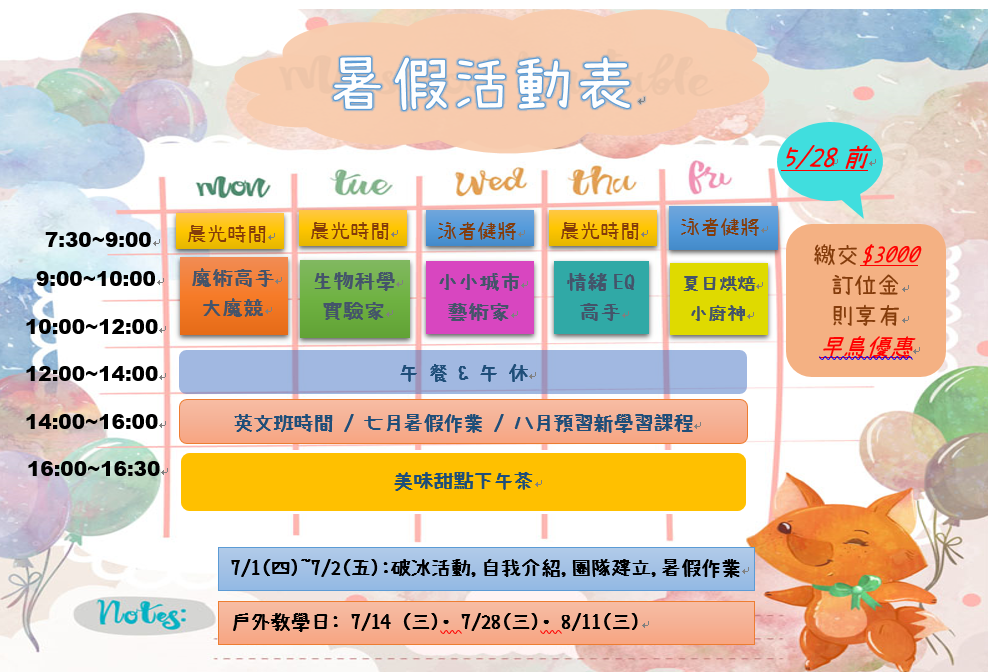 暑假活動表
5/28 前
mon tue wed thu fri
7:30~9:00 晨光時間 晨光時間 泳者健將 晨光時間 泳者健將
繳交 $3000
訂位金
則享有
早鳥優惠
9:00~10:00
10:00~12:00
魔術高手
大魔競
生物科學
實驗家
小小城市
藝術家
情緒 EQ
高手
夏日烘焙
小廚神
12:00~14:00 午 餐 & 午 休
14:00~16:00 英文班時間 / 七月暑假作業 / 八月預習新學習課程
16:00~16:30 美味甜點下午茶
7/1(四)~7/2(五):破冰活動,自我介紹,團隊建立,暑假作業
Notes:
戶外教學日: 7/14 (三)、7/28(三)、8/11(三)